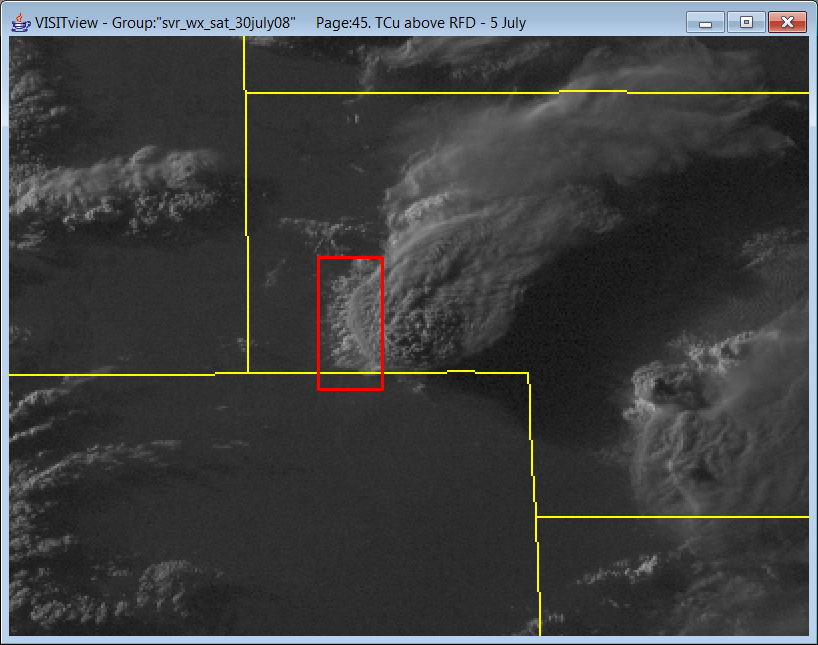 VISITview - Group:"svr_wx_sat_30july08" Page:45. TCu above RFD - 5 July